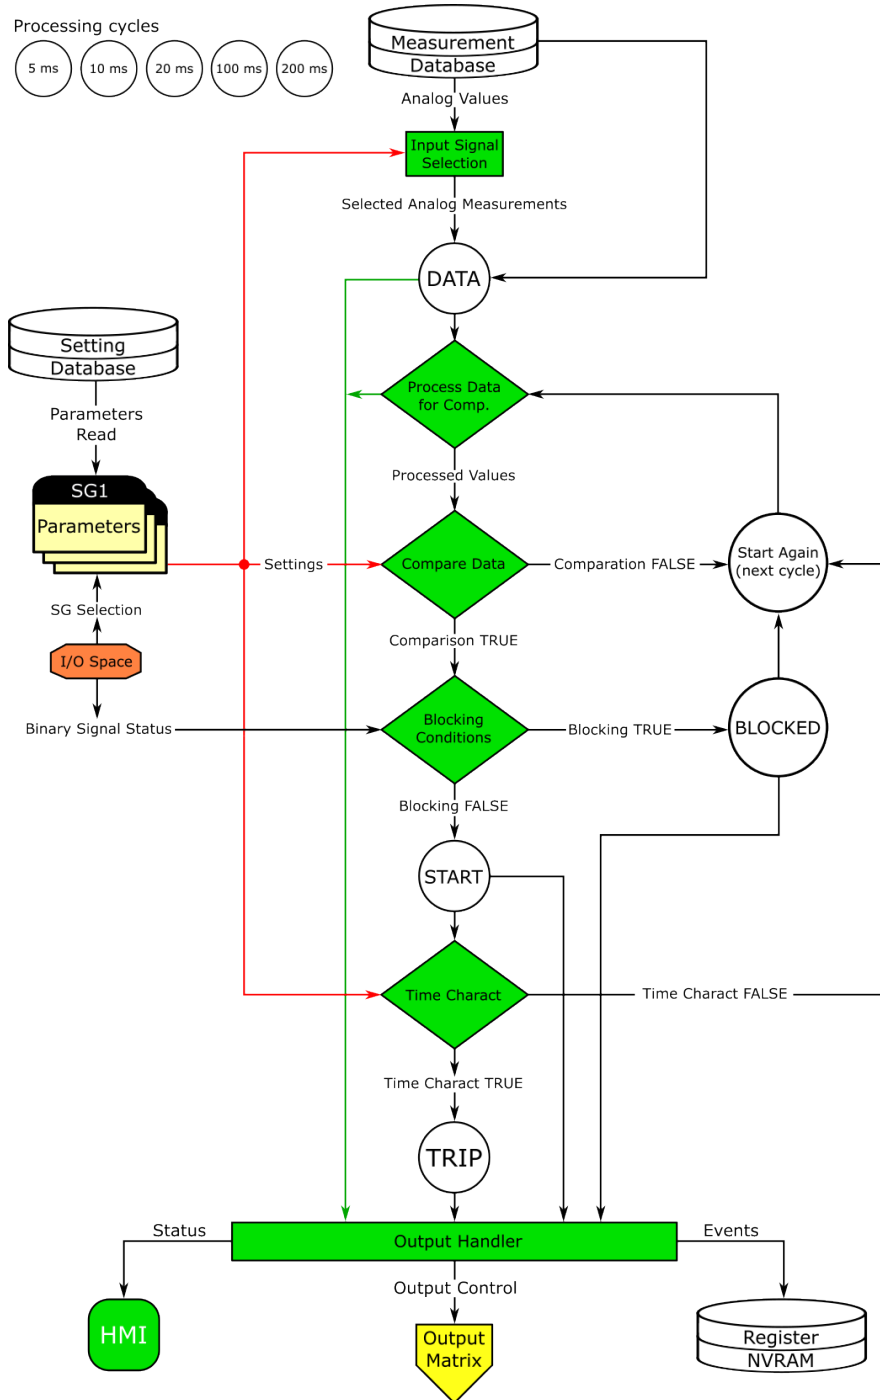 Processing cycles
5 ms
10 ms
20 ms
100 ms
200 ms
Measurement
Database
Analog Values
Input Signal
Selection
Selected Analog Measurements
DATA
Setting
Database
Process Data
for Comp.
Parameters
Read
Processed Values
SG1
Parameters
Settings
Compare Data
Comparation FALSE
Start Again
(next cycle)
SG Selection
Comparison TRUE
I/O Space
Binary Signal Status
Blocking
Conditions
Blocking TRUE
BLOCKED
Blocking FALSE
START
Time Charact
Time Charact FALSE
Time Charact TRUE
TRIP
Status
Output Handler
Events
Output Control
HMI
Output
Matrix
Register
NVRAM